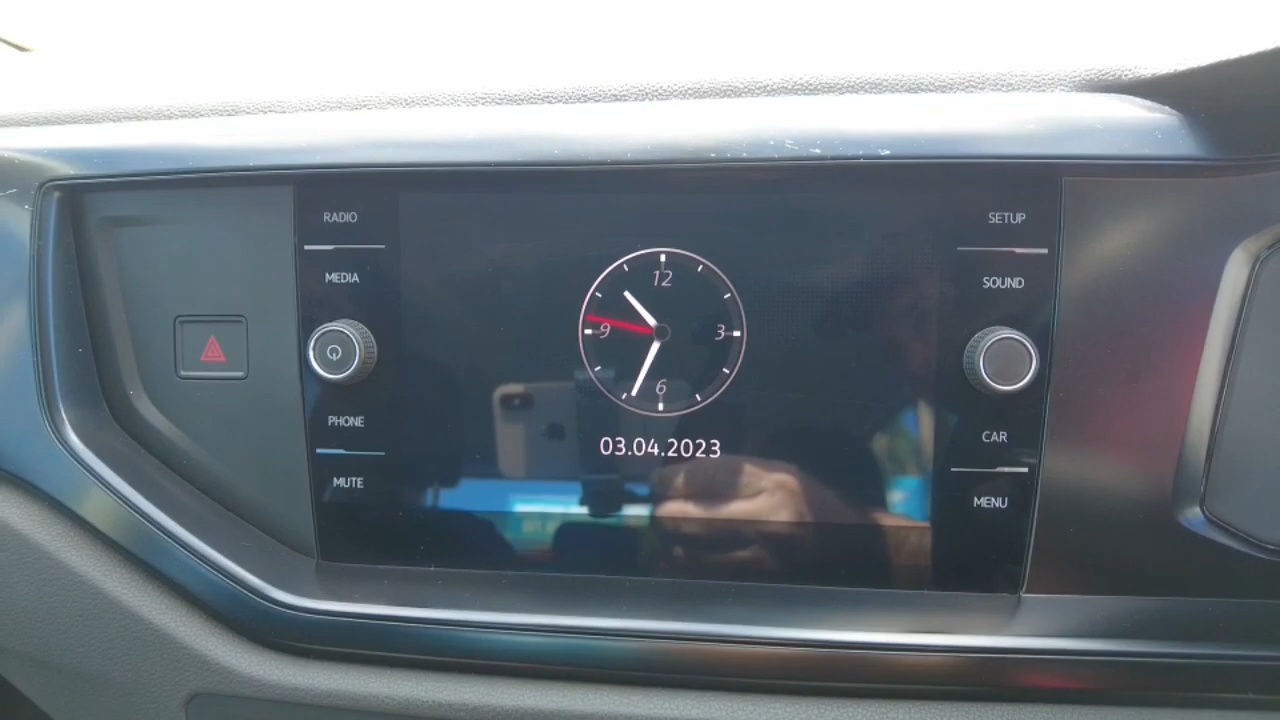 RADIO
MEDIA
PHONE
MUTE
12
9
3
6
03.04.2023
SETUP
SOUND
CAR
MENU